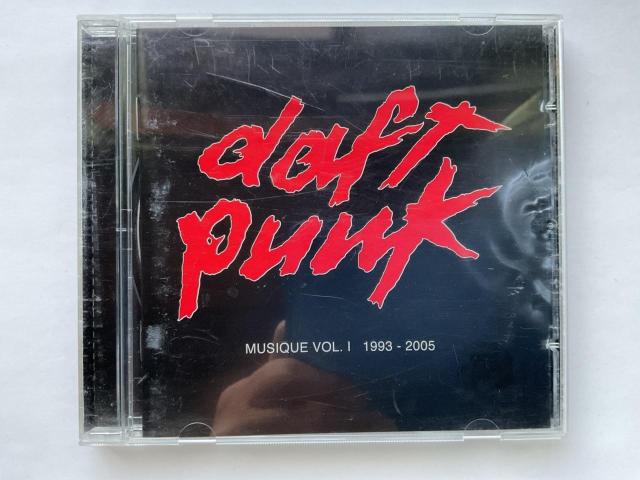 daft
punk
MUSIQUE VOL. I 1993 - 2005